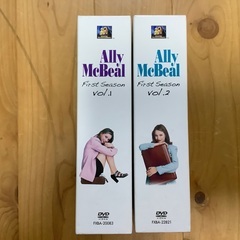 Ally
McBeal
First Season
vol.1
DVD
Ally
McBeal
First Season
vol.2
DVD